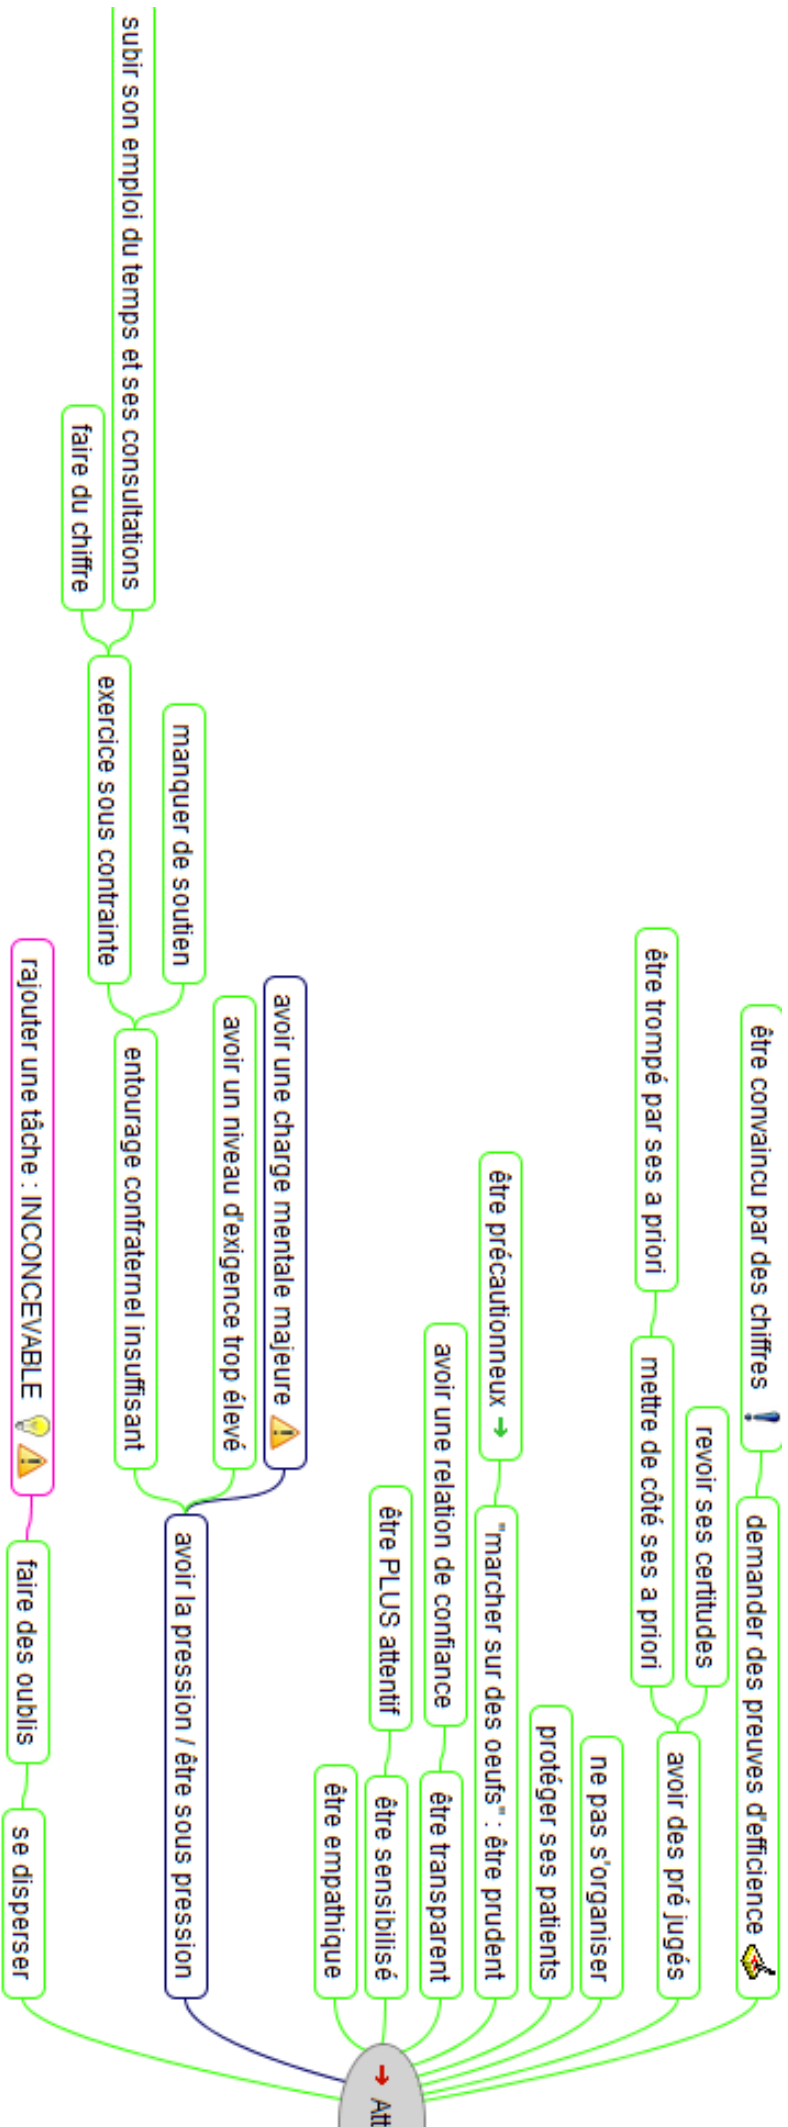 être convaincu par des chiffres
demander des preuves d'efficience
être trompé par ses a priori
mettre de côté ses a priori
revoir ses certitudes
avoir des pré jugés
ne pas s'organiser
protéger ses patients
être précautionneux
"marcher sur des oeufs" : être prudent
avoir une relation de confiance
être transparent
être PLUS attentif
être sensibilisé
être empathique
avoir une charge mentale majeure
avoir un niveau d'exigence trop élevé
manquer de soutien
subir son emploi du temps et ses consultations
faire du chiffre
exercice sous contrainte
entourage confraternel insuffisant
avoir la pression / être sous pression
rajouter une tâche : INCONCEVABLE
faire des oublis
se disperser
Att